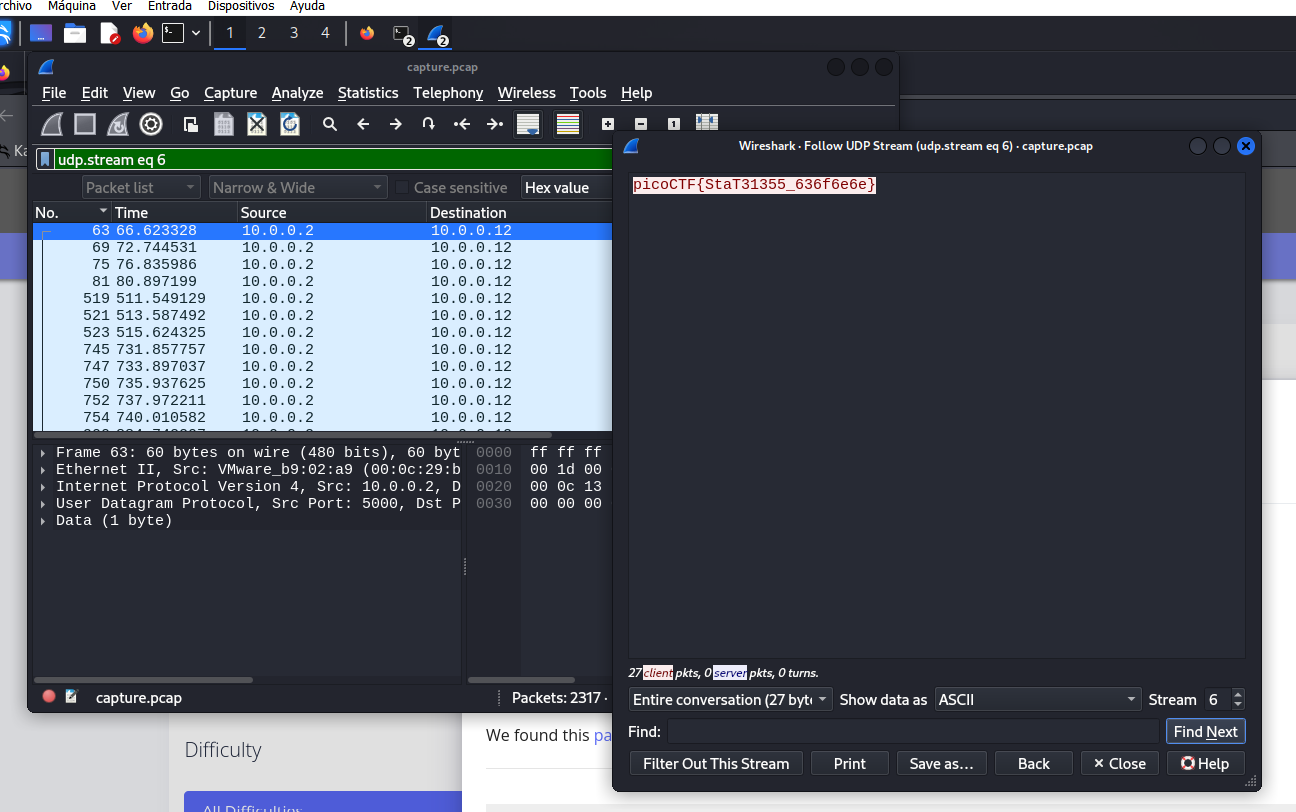 rchivo Máquina Ver Entrada Dispositivos Ayuda
1 2 3 4 2 2
capture.pcap
File Edit View Go Capture Analyze Statistics Telephony Wireless Tools Help
Ka
udp.stream eq 6
Packet list Narrow & Wide Case sensitive Hex value
No. Time Source Destination
63 66.623328 10.0.0.2 10.0.0.12
69 72.744531 10.0.0.2 10.0.0.12
75 76.835986 10.0.0.2 10.0.0.12
81 80.897199 10.0.0.2 10.0.0.12
519 511.549129 10.0.0.2 10.0.0.12
521 513.587492 10.0.0.2 10.0.0.12
523 515.624325 10.0.0.2 10.0.0.12
745 731.857757 10.0.0.2 10.0.0.12
747 733.897037 10.0.0.2 10.0.0.12
750 735.937625 10.0.0.2 10.0.0.12
752 737.972211 10.0.0.2 10.0.0.12
754 740.010582 10.0.0.2 10.0.0.12
Frame 63: 60 bytes on wire (480 bits), 60 byt
Ethernet II, Src: VMware_b9:02:a9 (00:0c:29:b
Internet Protocol Version 4, Src: 10.0.0.2, D
User Datagram Protocol, Src Port: 5000, Dst P
Data (1 byte)
0000 ff ff ff
0010 00 1d 00
0020 00 0c 13
0030 00 00 00
capture.pcap Packets: 2317 ·
Wireshark · Follow UDP Stream (udp.stream eq 6) · capture.pcap
picoCTF{StaT31355_636f6e6e}
27 client pkts, 0 server pkts, 0 turns.
Entire conversation (27 byte Show data as ASCII Stream 6
Find: Find Next
Filter Out This Stream Print Save as… Back Close Help
Difficulty
All Difficulties
We found this pa